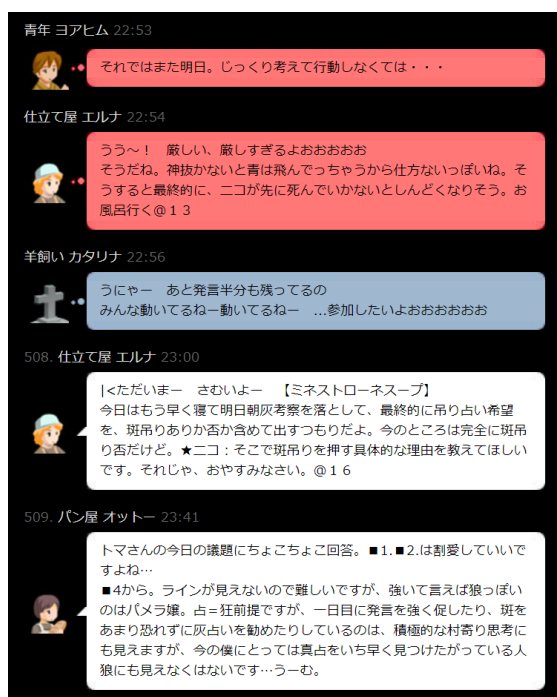 青年 ヨアヒム 22:53
それではまた明日。じっくり考えて行動しなくては・・・
仕立て屋 エルナ 22:54
うう～！　厳しい、厳しすぎるよおおおおお
そうだね。神抜かないと青は飛んでっちゃうから仕方ないっぽいね。そ
うすると最終的に、ニコが先に死んでいかないとしんどくなりそう。お
風呂行く@１３
羊飼い カタリナ 22:56
うにゃー　あと発言半分も残ってるの
みんな動いてるねー動いてるねー　...参加したいよおおおおおお
508. 仕立て屋 エルナ 23:00
|<ただいまー　さむいよー　【ミネストローネスープ】
今日はもう早く寝て明日朝灰考察を落として、最終的に吊り占い希望
を、斑吊りありか否か含めて出すつもりだよ。今のところは完全に斑吊
り否だけど。★ニコ：そこで斑吊りを押す具体的な理由を教えてほしい
です。それじゃ、おやすみなさい。@１６
509. パン屋 オットー 23:41
トマさんの今日の議題にちょこちょこ回答。■1.■2.は割愛していいで
すよね…
■4から。ラインが見えないので難しいですが、強いて言えば狼っぽい
のはパメラ嬢。占＝狂前提ですが、一日目に発言を強く促したり、斑を
あまり恐れずに灰占いを勧めたりしているのは、積極的な村寄り思考に
も見えますが、今の僕にとっては真占をいち早く見つけたがっている人
狼にも見えなくはないです…うーむ。